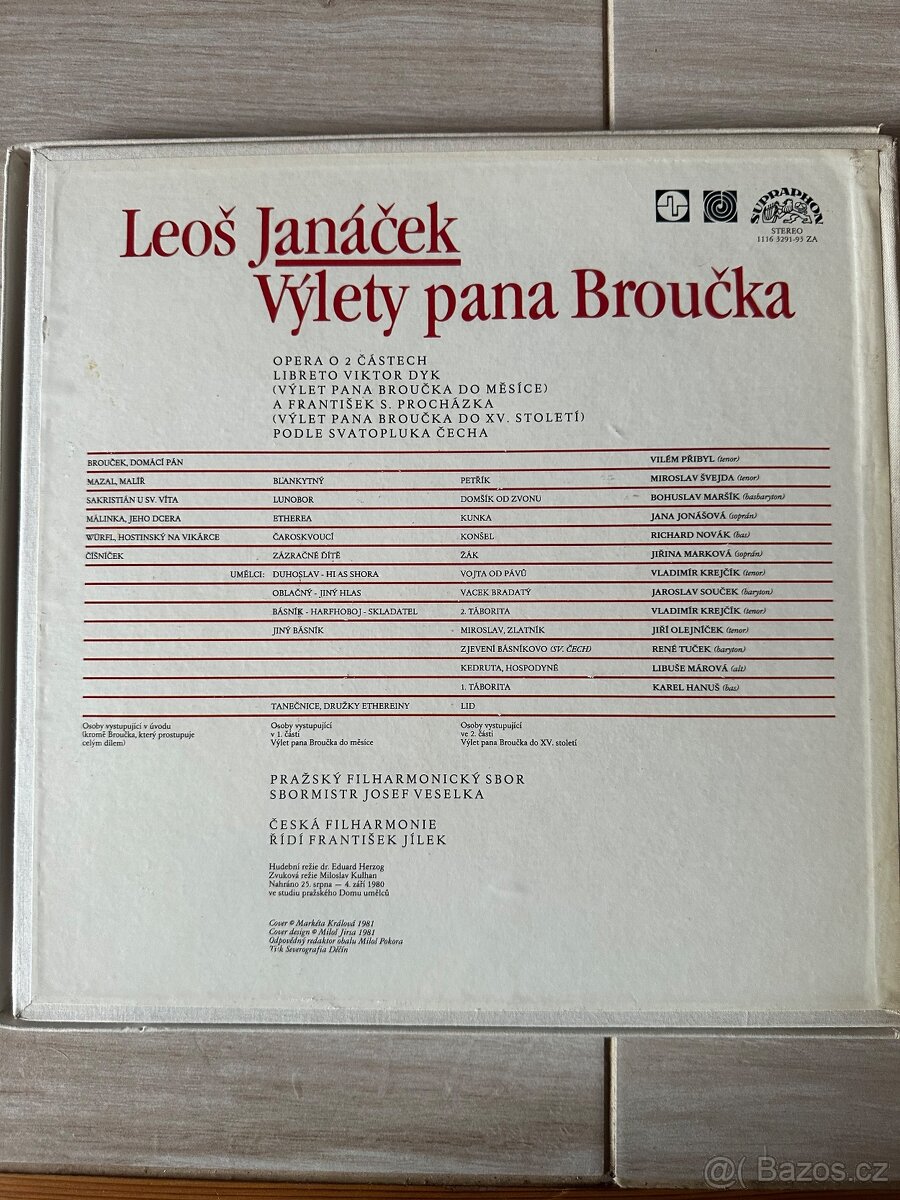 Leoš Janáček
Výlety pana Broučka
SUPRAPHON
STEREO
1116 3291-93 ZA
OPERA O 2 ČÁSTECH
LIBRETO VIKTOR DYK
(VÝLET PANA BROUČKA DO MĚSÍCE)
A FRANTIŠEK S. PROCHÁZKA
(VÝLET PANA BROUČKA DO XV. STOLETÍ)
PODLE SVATOPLUKA ČECHA
BROUČEK, DOMÁCÍ PÁN VILÉM PŘIBYL (tenor)
MAZAL, MALÍŘ BLANKYTNÝ PETŘÍK MIROSLAV ŠVEJDA (tenor)
SAKRISTIÁN U SV. VÍTA LUNOBOR DOMŠÍK OD ZVONU BOHUSLAV MARŠÍK (basbaryton)
MÁLINKA, JEHO DCERA ETHEREA KUNKA JANA JONÁŠOVÁ (soprán)
WÜRFL, HOSTINSKÝ NA VIKÁRCE ČAROSKVOUCÍ KONŠEL RICHARD NOVÁK (bas)
ČÍŠNÍČEK ZÁZRAČNÉ DÍTĚ ŽÁK JIŘINA MARKOVÁ (soprán)
UMĚLCI: DUHOSLAV - HLAS SHORA VOJTA OD PÁVŮ VLADIMÍR KREJČÍK (tenor)
OBLAČNÝ - JINÝ HLAS VACEK BRADATÝ JAROSLAV SOUČEK (baryton)
BÁSNÍK - HARFOBOJ - SKLADATEL 2. TÁBORITA VLADIMÍR KREJČÍK (tenor)
JINÝ BÁSNÍK MIROSLAV, ZLATNÍK JIŘÍ OLEJNÍČEK (tenor)
ZJEVENÍ BÁSNÍKOVO (SV. ČECH) RENÉ TUČEK (baryton)
KEDRUTA, HOSPODYNĚ LIBUŠE MÁROVÁ (alt)
1. TÁBORITA KAREL HANUŠ (bas)
TANEČNICE, DRUŽKY ETHEREINY LID
Osoby vystupující v úvodu
(kromě Broučka, který prostupuje
celým dílem)
Osoby vystupující
v 1. části
Výlet pana Broučka do měsíce
Osoby vystupující
ve 2. části
Výlet pana Broučka do XV. století
PRAŽSKÝ FILHARMONICKÝ SBOR
SBORMISTR JOSEF VESELKA
ČESKÁ FILHARMONIE
ŘÍDÍ FRANTIŠEK JÍLEK
Hudební režie dr. Eduard Herzog
Zvuková režie Miloslav Kulhan
Nahráno 25. srpna — 4. září 1980
ve studiu pražského Domu umělců
Cover © Markéta Králová 1981
Cover design © Miloš Jirsa 1981
Odpovědný redaktor obalu Miloš Pokora
Tisk Severografia Děčín
@( Bazos.cz